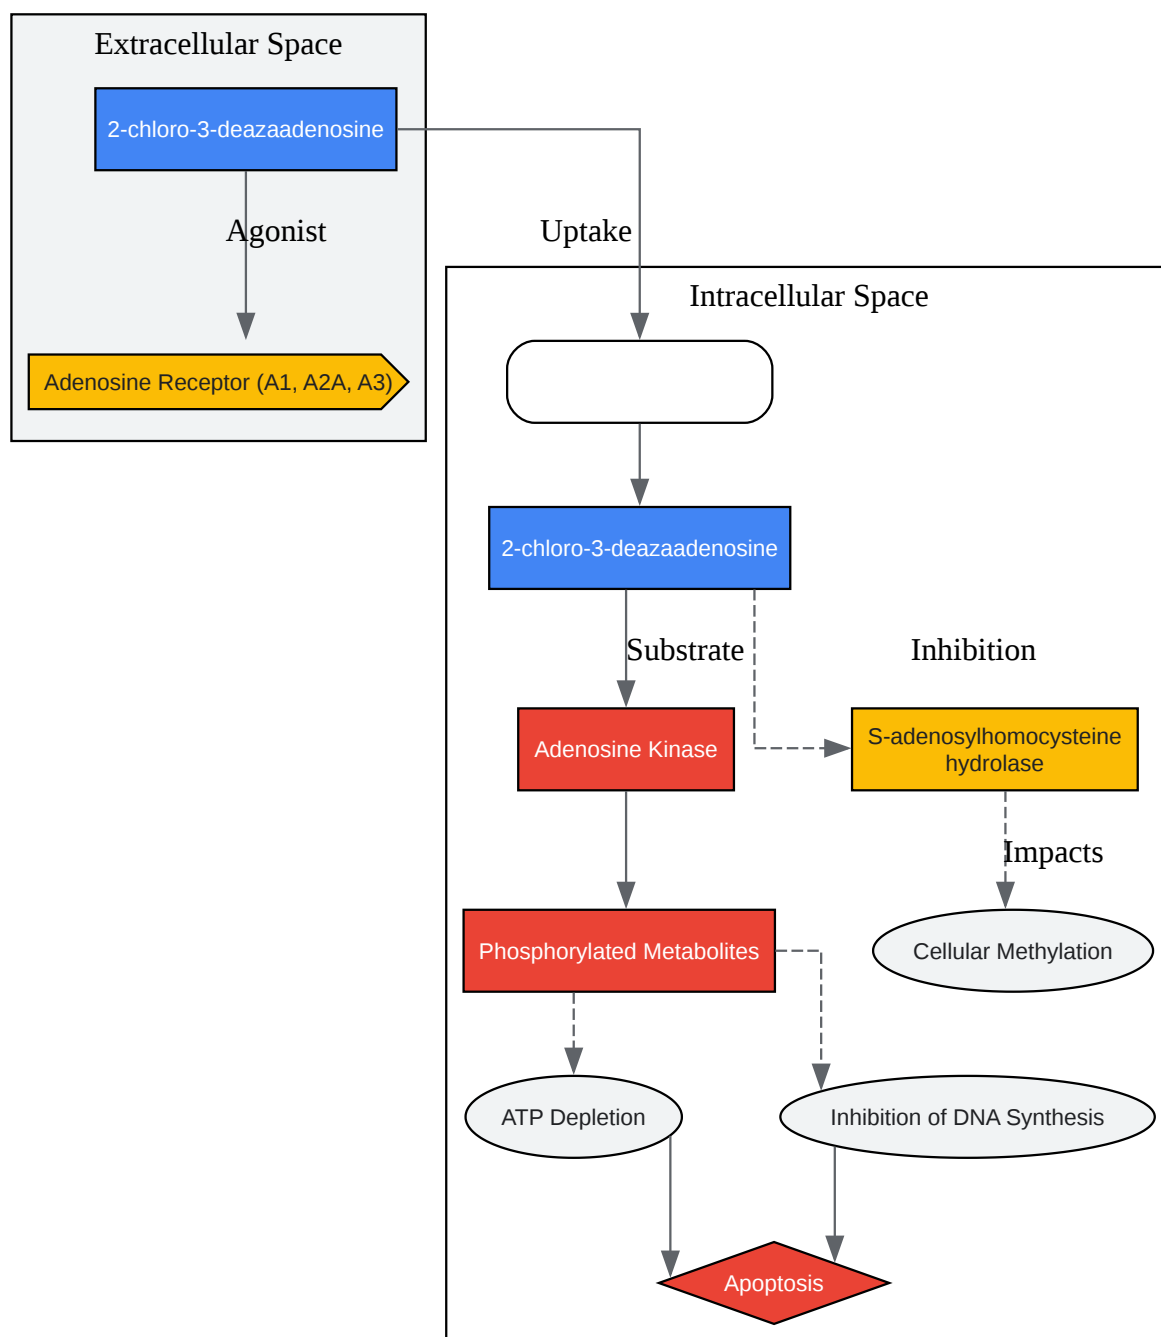 Extracellular Space
2-chloro-3-deazaadenosine
Agonist
Uptake
Adenosine Receptor (A1, A2A, A3)
Intracellular Space
2-chloro-3-deazaadenosine
Substrate
Inhibition
Adenosine Kinase
S-adenosylhomocysteine
hydrolase
Impacts
Phosphorylated Metabolites
Cellular Methylation
ATP Depletion
Inhibition of DNA Synthesis
Apoptosis